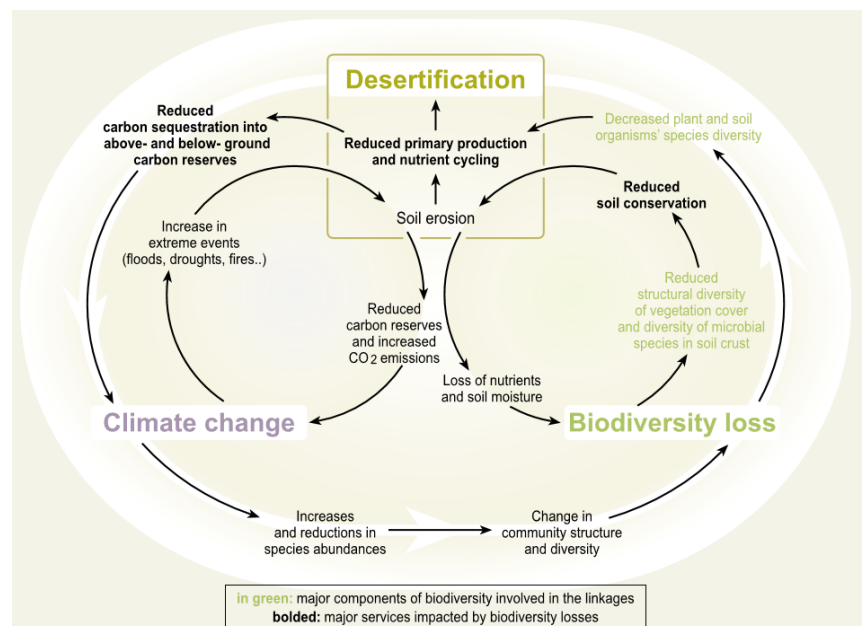 Desertification
Reduced
carbon sequestration into
above- and below- ground
carbon reserves
Reduced primary production
and nutrient cycling
Decreased plant and soil
organisms' species diversity
Reduced
soil conservation
Soil erosion
Increase in
extreme events
(floods, droughts, fires..)
Reduced
structural diversity
of vegetation cover
and diversity of microbial
species in soil crust
Reduced
carbon reserves
and increased
CO2 emissions
Loss of nutrients
and soil moisture
Climate change
Biodiversity loss
Increases
and reductions in
species abundances
Change in
community structure
and diversity
in green: major components of biodiversity involved in the linkages
bolded: major services impacted by biodiversity losses